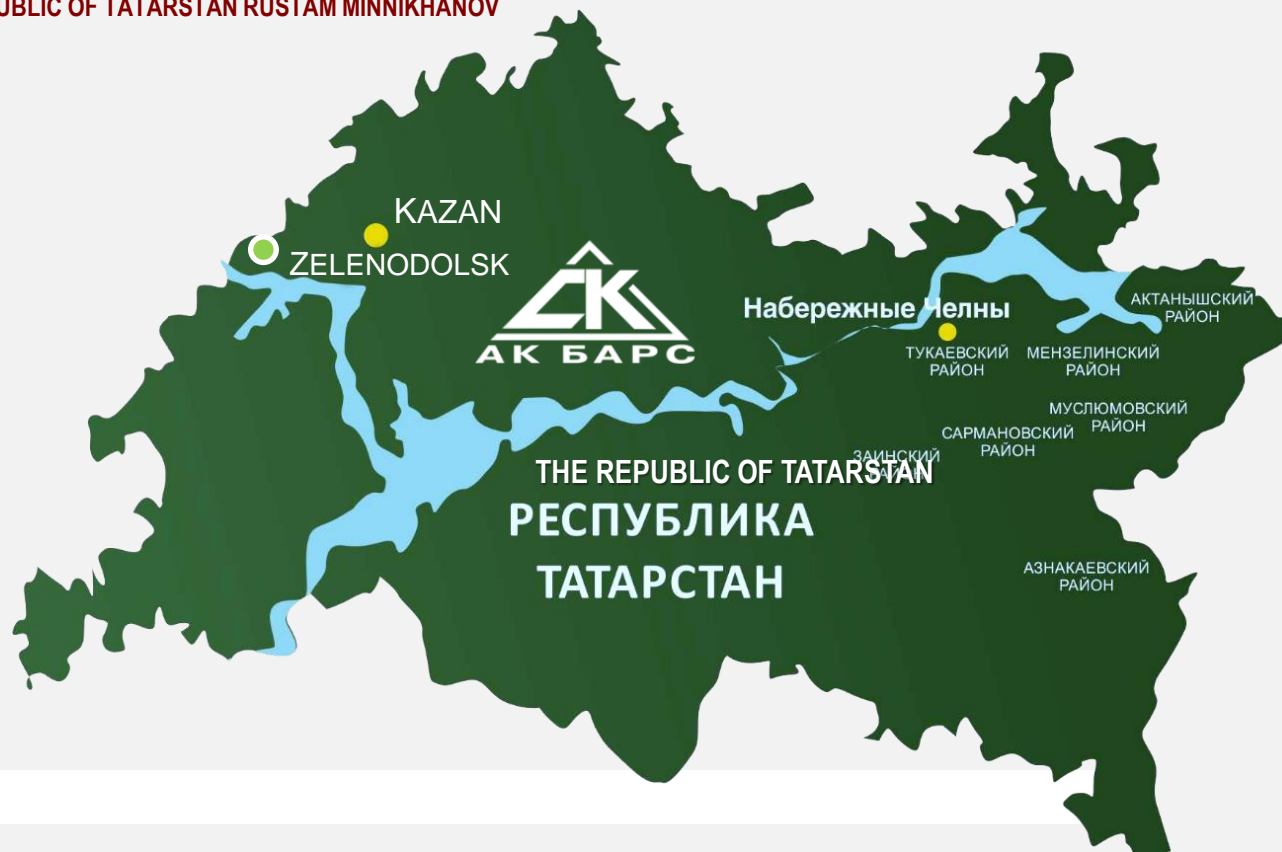 UBLIC OF TATARSTAN RUSTAM MINNIKHANOV
KAZAN
ZELENODOLSK
АК БАРС
Набережные Челны
АКТАНЫШСКИЙ
РАЙОН
ТУКАЕВСКИЙ
РАЙОН
МЕНЗЕЛИНСКИЙ
РАЙОН
МУСЛЮМОВСКИЙ
РАЙОН
САРМАНОВСКИЙ
РАЙОН
ЗАИНСКИЙ
РАЙОН
THE REPUBLIC OF TATARSTAN
РЕСПУБЛИКА
ТАТАРСТАН
АЗНАКАЕВСКИЙ
РАЙОН